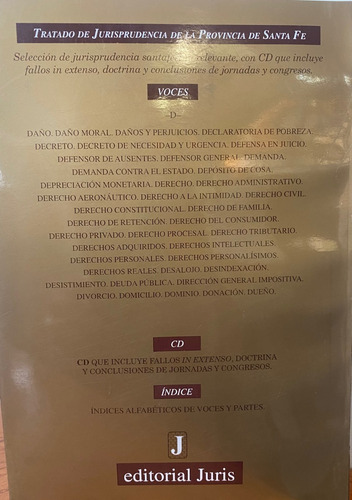 TRATADO DE JURISPRUDENCIA DE LA PROVINCIA DE SANTA FE
Selección de jurisprudencia relevante, con CD que incluye
fallos in extenso, doctrina y conclusiones de jornadas y congresos.
VOCES
-D-
DAÑO. DAÑO MORAL. DAÑOS Y PERJUICIOS. DECLARATORIA DE POBREZA.
DECRETO. DECRETO DE NECESIDAD Y URGENCIA. DEFENSA EN JUICIO.
DEFENSOR DE AUSENTES. DEFENSOR GENERAL. DEMANDA.
DEMANDA CONTRA EL ESTADO. DEPÓSITO DE COSA.
DEPRECIACIÓN MONETARIA. DERECHO. DERECHO ADMINISTRATIVO.
DERECHO AERONÁUTICO. DERECHO A LA INTIMIDAD. DERECHO CIVIL.
DERECHO CONSTITUCIONAL. DERECHO DE FAMILIA.
DERECHO DE RETENCIÓN. DERECHO DEL CONSUMIDOR.
DERECHO PRIVADO. DERECHO PROCESAL. DERECHO TRIBUTARIO.
DERECHOS ADQUIRIDOS. DERECHOS INTELECTUALES.
DERECHOS PERSONALES. DERECHOS PERSONALÍSIMOS.
DERECHOS REALES. DESALOJO. DESINDEXACIÓN.
DESISTIMIENTO. DEUDA PÚBLICA. DIRECCIÓN GENERAL IMPOSITIVA.
DIVORCIO. DOMICILIO. DOMINIO. DONACIÓN. DUEÑO.
CD
CD QUE INCLUYE FALLOS IN EXTENSO, DOCTRINA
Y CONCLUSIONES DE JORNADAS Y CONGRESOS.
ÍNDICE
ÍNDICES ALFABÉTICOS DE VOCES Y PARTES.
J
editorial Juris